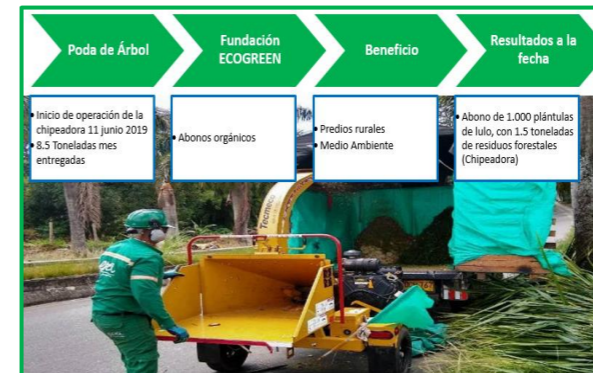 Poda de Árbol
Fundación
ECOGREEN
Beneficio
Resultados a la
fecha
• Inicio de operación de la
chipeadora 11 junio 2019
• 8.5 Toneladas mes
entregadas
• Abonos orgánicos
• Predios rurales
• Medio Ambiente
• Abono de 1.000 plántulas
de lulo, con 1.5 toneladas
de residuos forestales
(Chipeadora)
Tecmeco